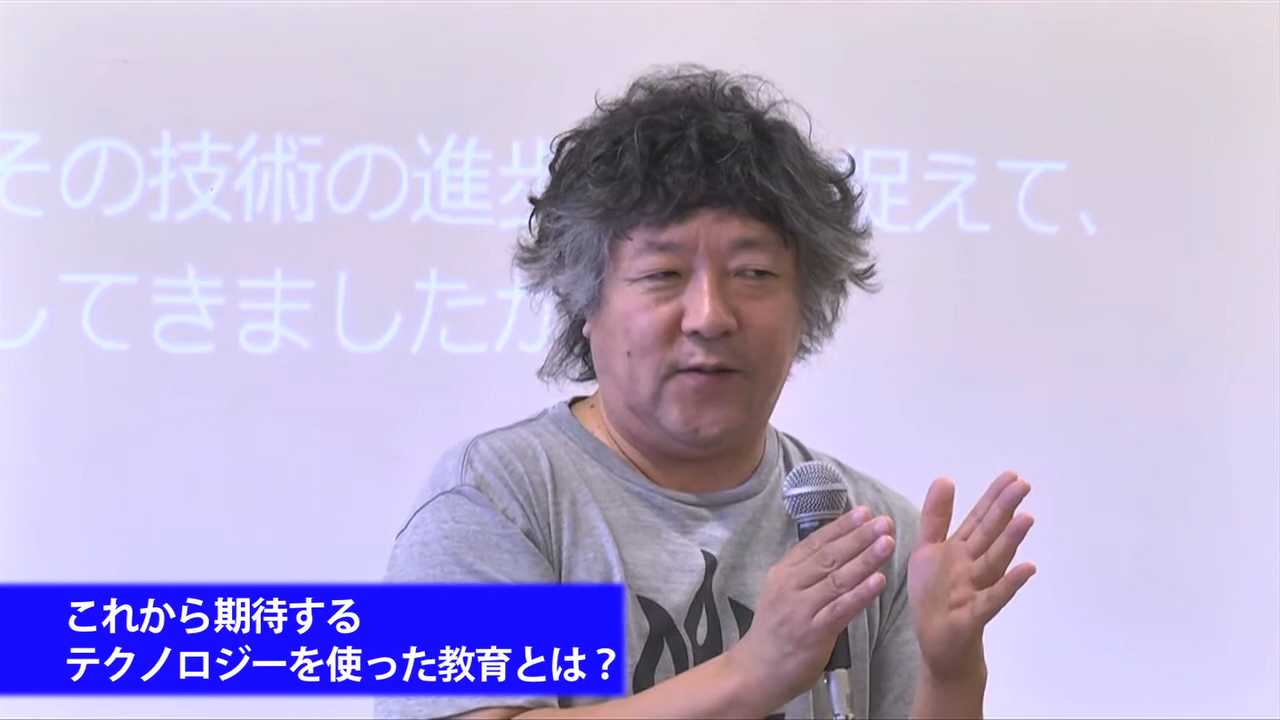 その技術の進歩 捉えて、
してきましたか
これから期待する
テクノロジーを使った教育とは？